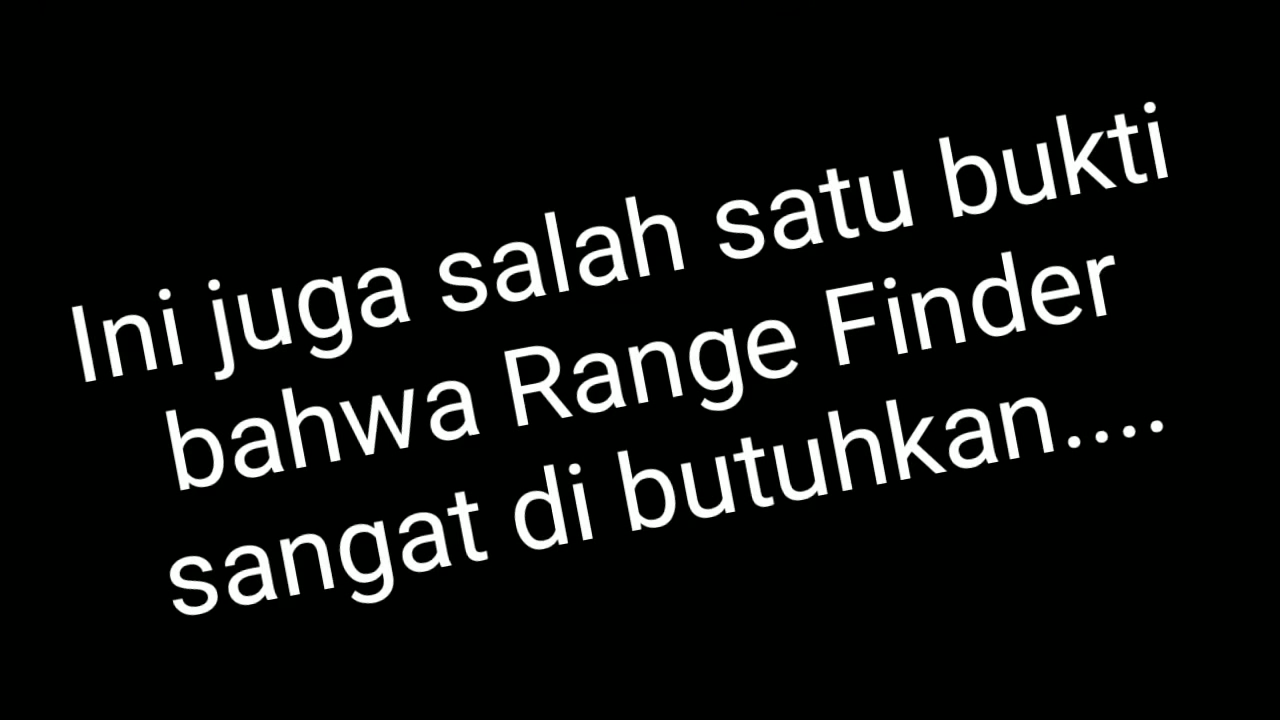 Ini juga salah satu bukti
bahwa Range Finder
sangat di butuhkan....